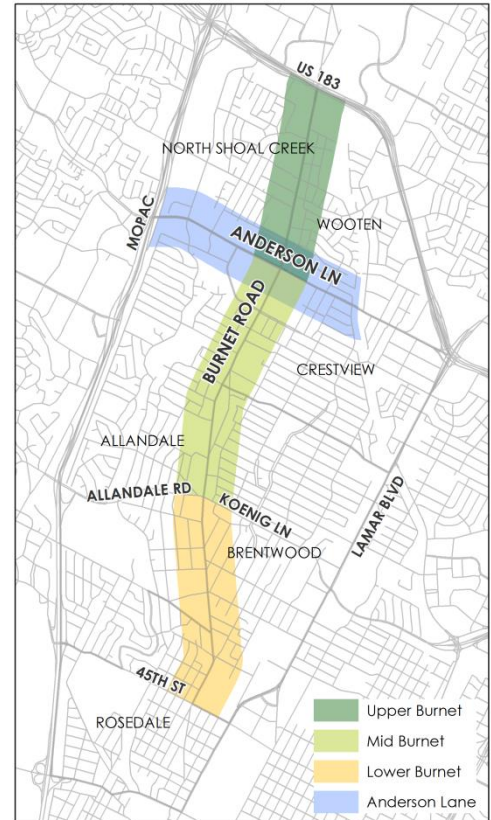 US 183
NORTH SHOAL CREEK
MOPAC
WOOTEN
ANDERSON LN
BURNET ROAD
CRESTVIEW
ALLANDALE
ALLANDALE RD
KOENIG LN
LAMAR BLVD
BRENTWOOD
45TH ST
ROSEDALE
Upper Burnet
Mid Burnet
Lower Burnet
Anderson Lane